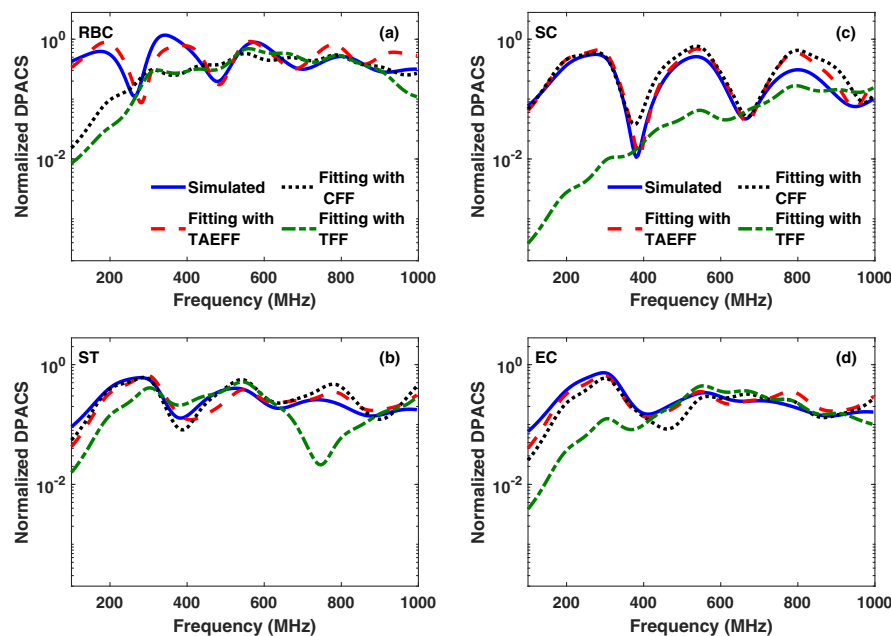 RBC (a)
10^0
10^-2
Normalized DPACS
Simulated
Fitting with
CFF
Fitting with
TAEFF
Fitting with
TFF
200 400 600 800 1000
Frequency (MHz)
SC (c)
10^0
10^-2
Normalized DPACS
Simulated
Fitting with
CFF
Fitting with
TAEFF
Fitting with
TFF
200 400 600 800 1000
Frequency (MHz)
ST (b)
10^0
10^-2
Normalized DPACS
200 400 600 800 1000
Frequency (MHz)
EC (d)
10^0
10^-2
Normalized DPACS
200 400 600 800 1000
Frequency (MHz)